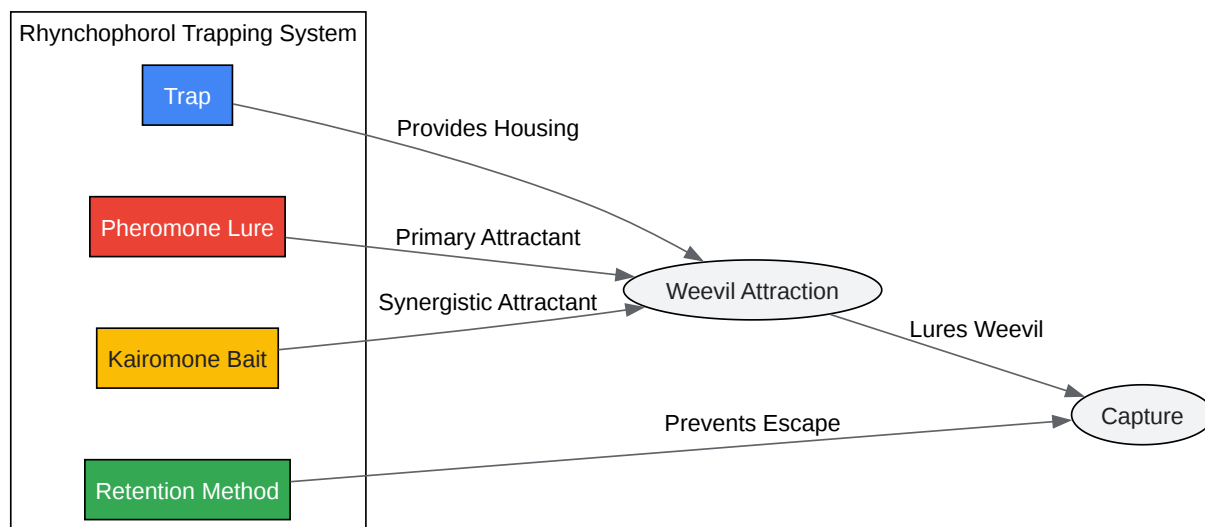 Rhynchophorol Trapping System
Trap
Provides Housing
Pheromone Lure
Primary Attractant
Weevil Attraction
Synergistic Attractant
Lures Weevil
Kairomone Bait
Capture
Prevents Escape
Retention Method